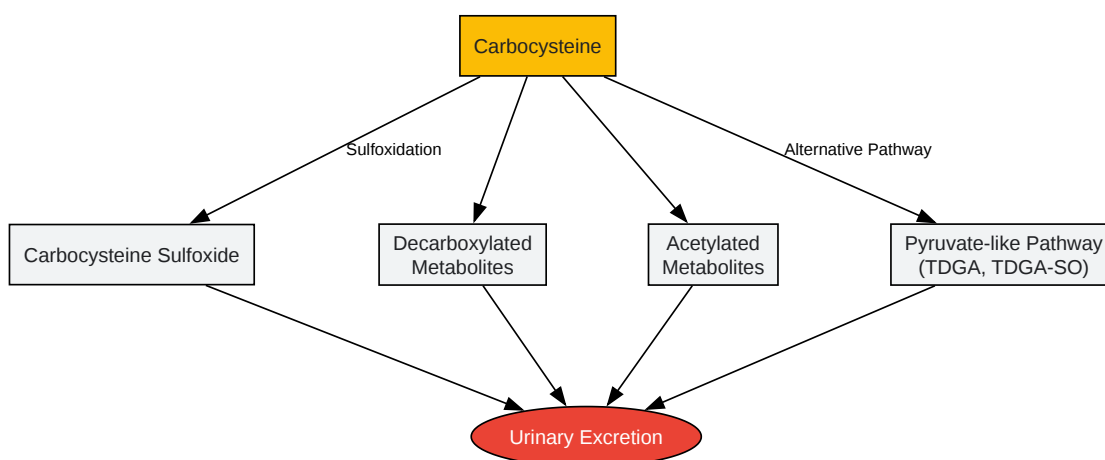 Carbocysteine
Sulfoxidation
Alternative Pathway
Carbocysteine Sulfoxide
Decarboxylated
Metabolites
Acetylated
Metabolites
Pyruvate-like Pathway
(TDGA, TDGA-SO)
Urinary Excretion